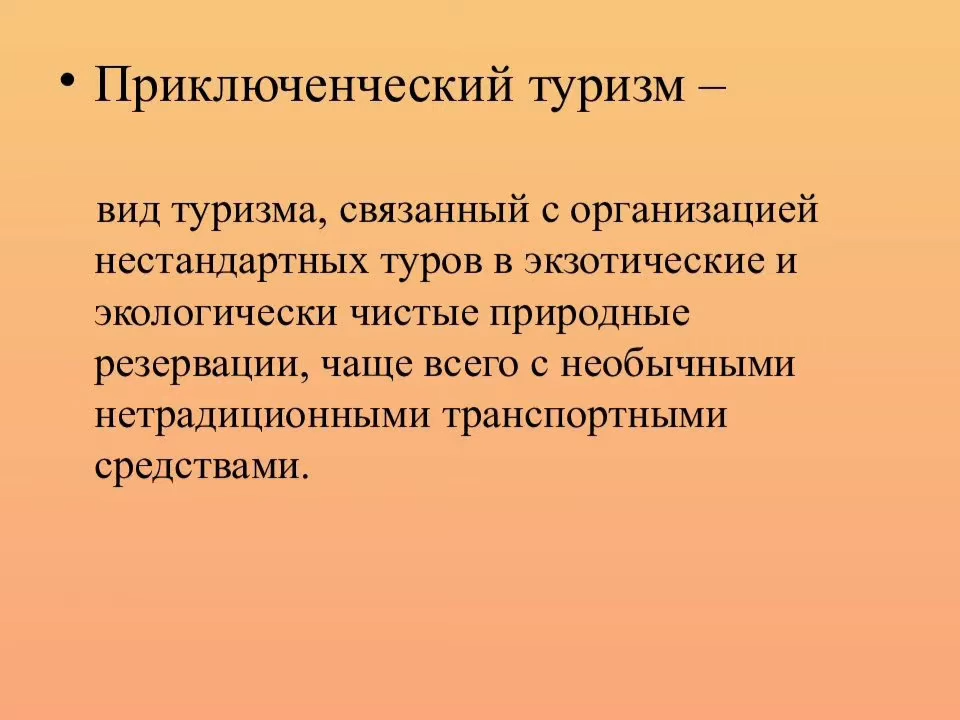 • Приключенческий туризм –
вид туризма, связанный с организацией
нестандартных туров в экзотические и
экологически чистые природные
резервации, чаще всего с необычными
нетрадиционными транспортными
средствами.